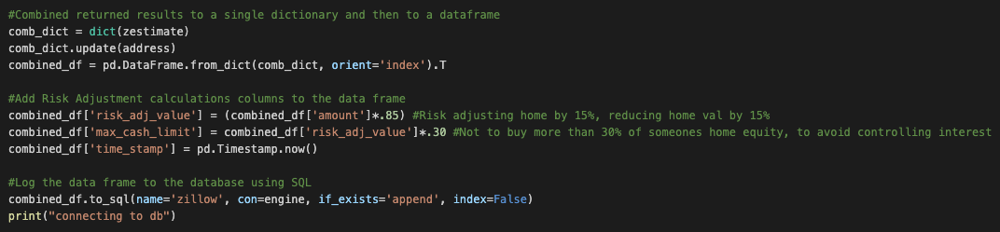 #Combined returned results to a single dictionary and then to a dataframe
comb_dict = dict(zestimate)
comb_dict.update(address)
combined_df = pd.DataFrame.from_dict(comb_dict, orient='index').T
#Add Risk Adjustment calculations columns to the data frame
combined_df['risk_adj_value'] = (combined_df['amount']*.85) #Risk adjusting home by 15%, reducing home val by 15%
combined_df['max_cash_limit'] = combined_df['risk_adj_value']*.30 #Not to buy more than 30% of someones home equity, to avoid controlling interest
combined_df['time_stamp'] = pd.Timestamp.now()
#Log the data frame to the database using SQL
combined_df.to_sql(name='zillow', con=engine, if_exists='append', index=False)
print("connecting to db")